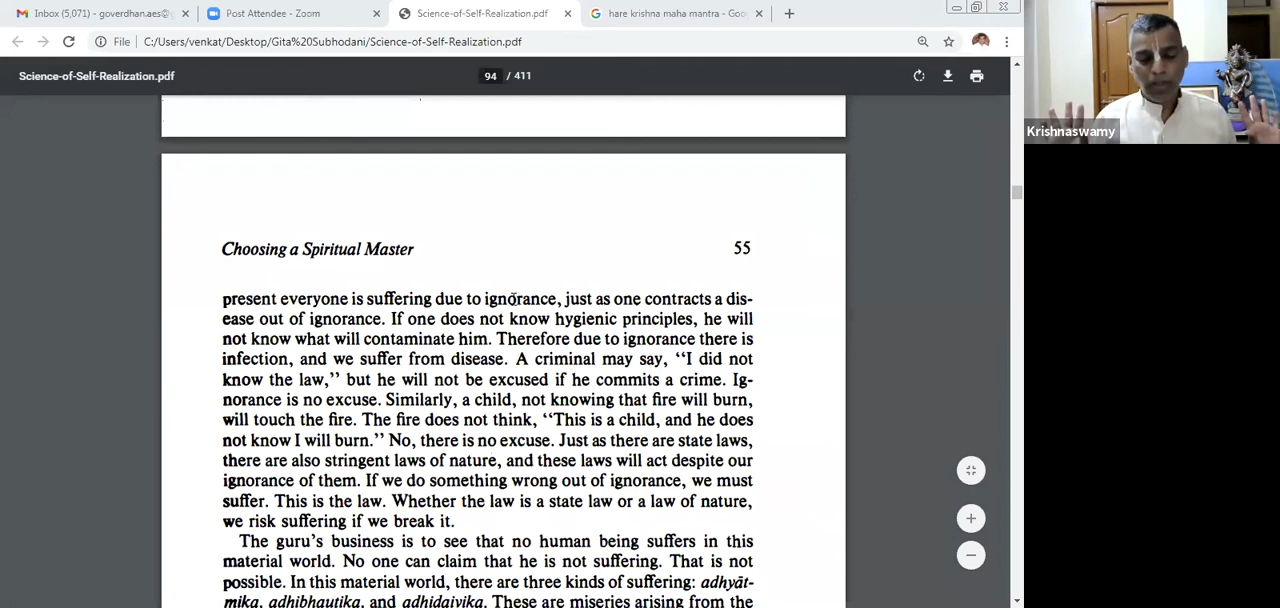 Inbox (5,071) - goverdhan.aes@g
Post Attendee - Zoom
Science-of-Self-Realization.pdf
hare krishna maha mantra - Goo
File
C:/Users/venkat/Desktop/Gita%20Subhodani/Science-of-Self-Realization.pdf
Science-of-Self-Realization.pdf
94 / 411
Krishnaswamy
Choosing a Spiritual Master
55
present everyone is suffering due to ignorance, just as one contracts a dis-
ease out of ignorance. If one does not know hygienic principles, he will
not know what will contaminate him. Therefore due to ignorance there is
infection, and we suffer from disease. A criminal may say, “I did not
know the law,” but he will not be excused if he commits a crime. Ig-
norance is no excuse. Similarly, a child, not knowing that fire will burn,
will touch the fire. The fire does not think, “This is a child, and he does
not know I will burn.” No, there is no excuse. Just as there are state laws,
there are also stringent laws of nature, and these laws will act despite our
ignorance of them. If we do something wrong out of ignorance, we must
suffer. This is the law. Whether the law is a state law or a law of nature,
we risk suffering if we break it.
The guru’s business is to see that no human being suffers in this
material world. No one can claim that he is not suffering. That is not
possible. In this material world, there are three kinds of suffering: adhyāt-
mika, adhibhautika, and adhidaivika. These are miseries arising from the